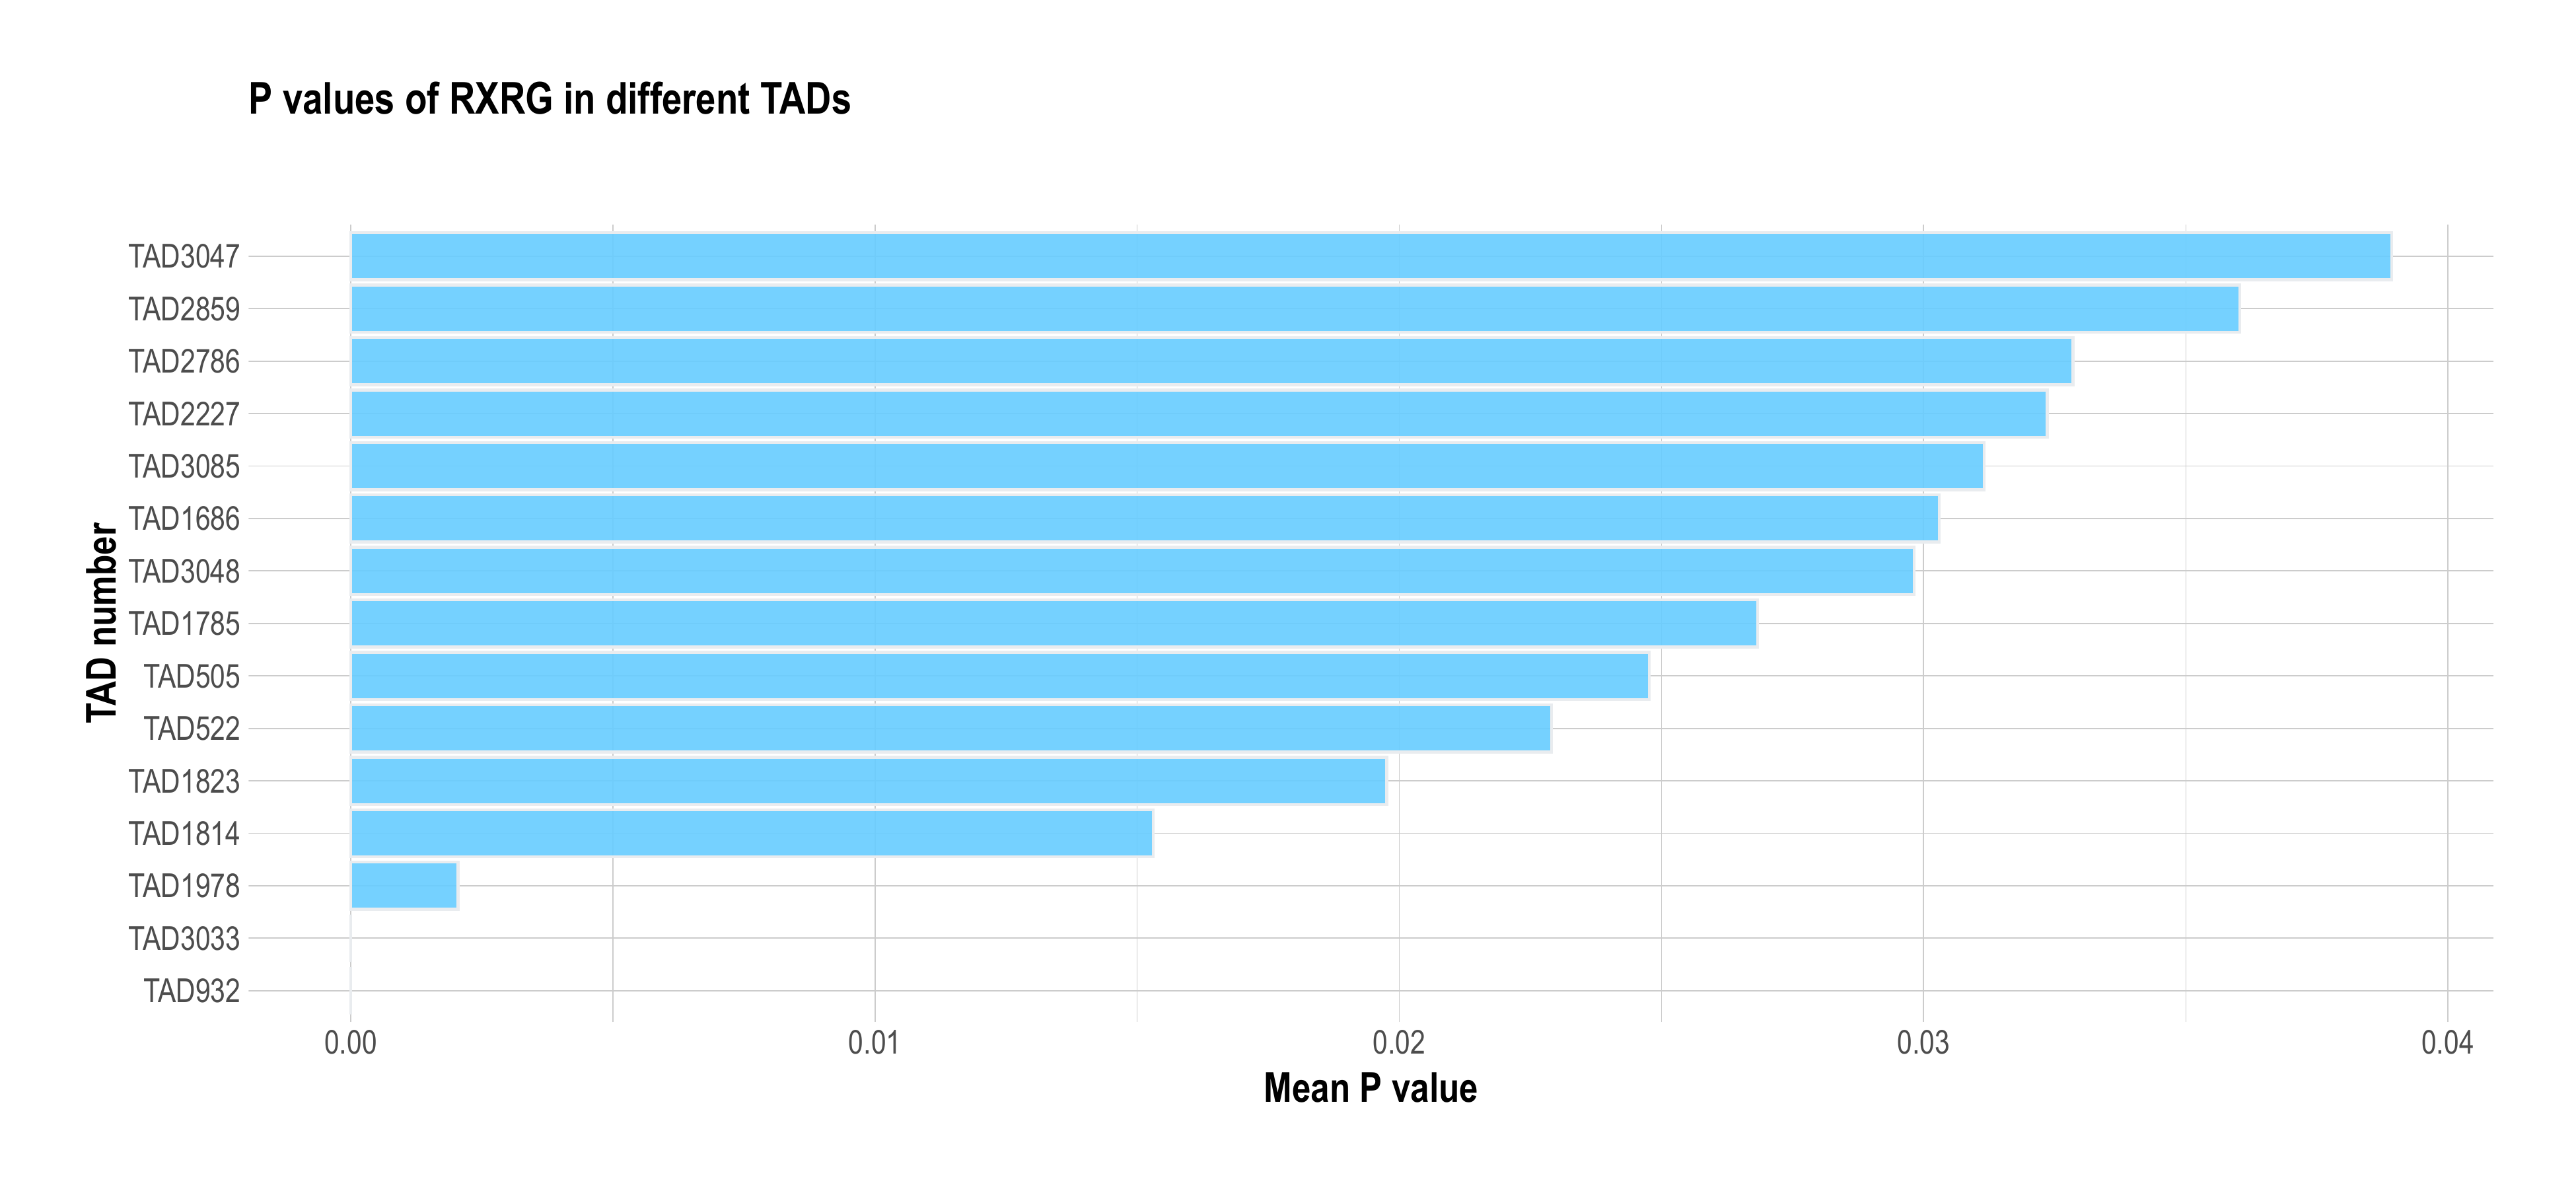 P values of RXRG in different TADs
TAD number
TAD3047
TAD2859
TAD2786
TAD2227
TAD3085
TAD1686
TAD3048
TAD1785
TAD505
TAD522
TAD1823
TAD1814
TAD1978
TAD3033
TAD932
0.00 0.01 0.02 0.03 0.04
Mean P value